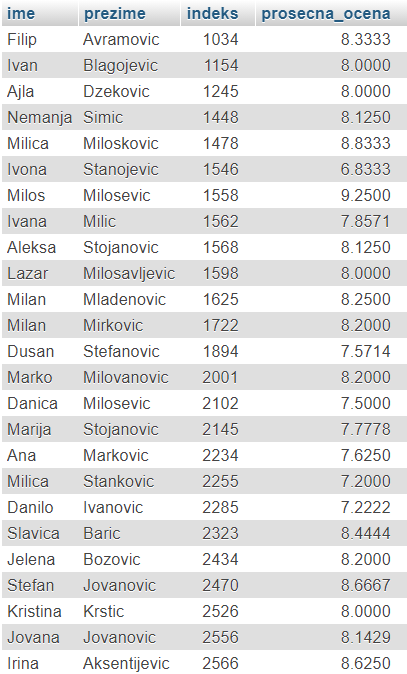 ime prezime indeks prosecna_ocena
Filip Avramovic 1034 8.3333
Ivan Blagojevic 1154 8.0000
Ajla Dzekovic 1245 8.0000
Nemanja Simic 1448 8.1250
Milica Miloskovic 1478 8.8333
Ivona Stanojevic 1546 6.8333
Milos Milosevic 1558 9.2500
Ivana Milic 1562 7.8571
Aleksa Stojanovic 1568 8.1250
Lazar Milosavljevic 1598 8.0000
Milan Mladenovic 1625 8.2500
Milan Mirkovic 1722 8.2000
Dusan Stefanovic 1894 7.5714
Marko Milovanovic 2001 8.2000
Danica Milosevic 2102 7.5000
Marija Stojanovic 2145 7.7778
Ana Markovic 2234 7.6250
Milica Stankovic 2255 7.2000
Danilo Ivanovic 2285 7.2222
Slavica Baric 2323 8.4444
Jelena Bozovic 2434 8.2000
Stefan Jovanovic 2470 8.6667
Kristina Krstic 2526 8.0000
Jovana Jovanovic 2556 8.1429
Irina Aksentijevic 2566 8.6250